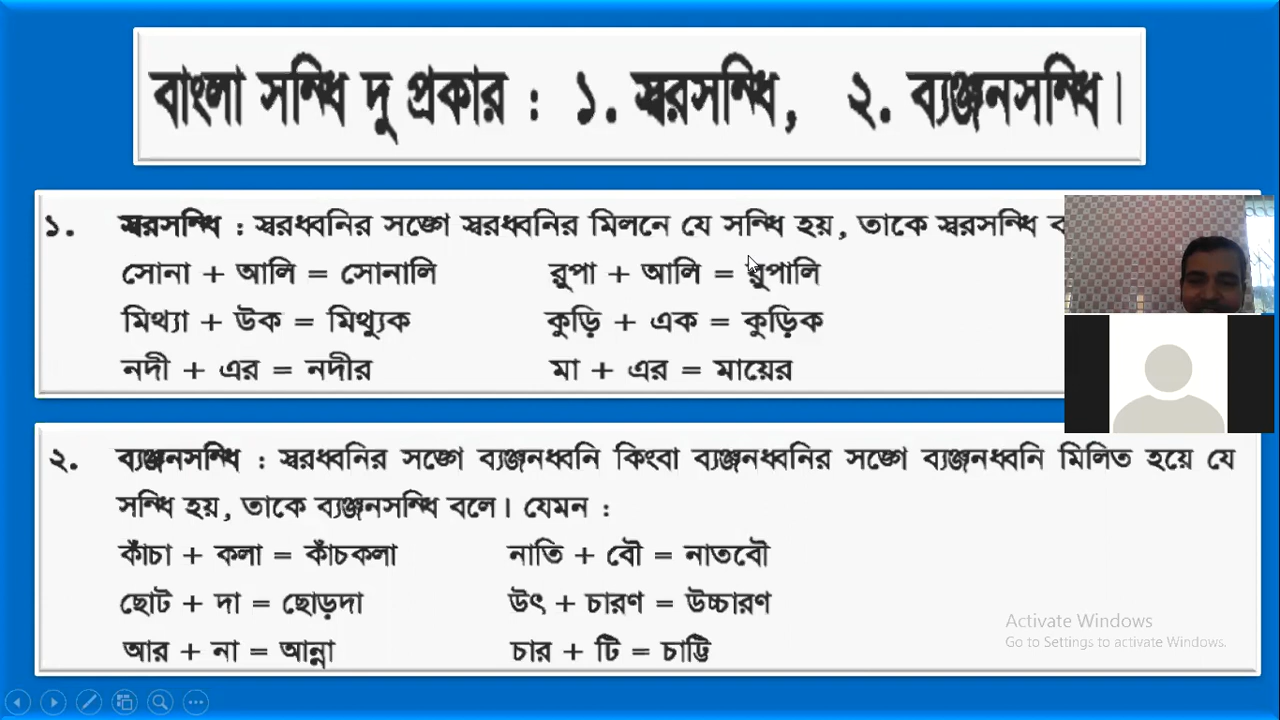 বাংলা সন্ধি দু প্রকার : ১. স্বরসন্ধি, ২. ব্যঞ্জনসন্ধি।
১. স্বরসন্ধি : স্বরধ্বনির সঙ্গে স্বরধ্বনির মিলনে যে সন্ধি হয়, তাকে স্বরসন্ধি
সোনা + আলি = সোনালি রুপা + আলি = রুপালি
মিথ্যা + উক = মিথ্যুক কুড়ি + এক = কুড়িক
নদী + এর = নদীর মা + এর = মায়ের
২. ব্যঞ্জনসন্ধি : স্বরধ্বনির সঙ্গে ব্যঞ্জনধ্বনি কিংবা ব্যঞ্জনধ্বনির সঙ্গে ব্যঞ্জনধ্বনি মিলিত হয়ে যে
সন্ধি হয়, তাকে ব্যঞ্জনসন্ধি বলে। যেমন :
কাঁচা + কলা = কাঁচকলা নাতি + বৌ = নাতবৌ
ছোট + দা = ছোড়দা উৎ + চারণ = উচ্চারণ
আর + না = আন্না চার + টি = চাট্টি
Activate Windows
Go to Settings to activate Windows.